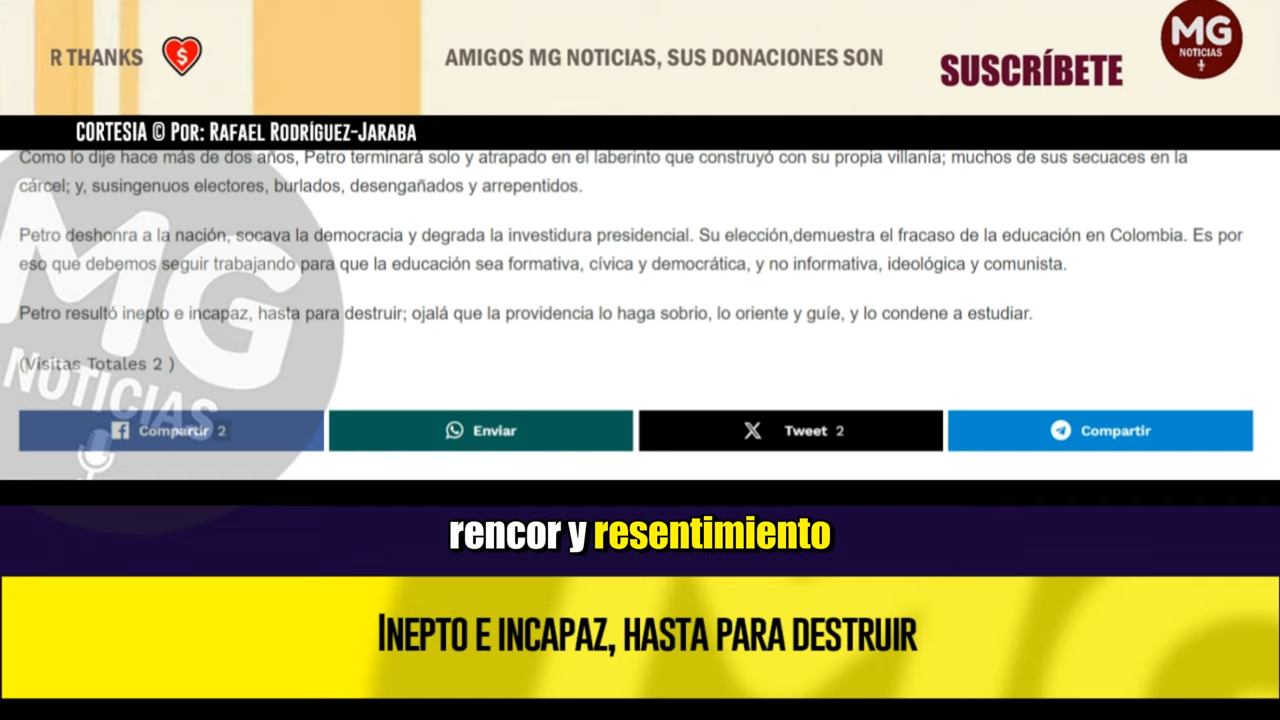 R THANKS
AMIGOS MG NOTICIAS, SUS DONACIONES SON
SUSCRÍBETE
MG
NOTICIAS
CORTESIA © POR: RAFAEL RODRÍGUEZ-JARABA
Como lo dije hace más de dos años, Petro terminará solo y atrapado en el laberinto que construyó con su propia villanía; muchos de sus secuaces en la
cárcel; y, susingenuos electores, burlados, desengañados y arrepentidos.
Petro deshonra a la nación, socava la democracia y degrada la investidura presidencial. Su elección,demuestra el fracaso de la educación en Colombia. Es por
eso que debemos seguir trabajando para que la educación sea formativa, cívica y democrática, y no informativa, ideológica y comunista.
Petro resultó inepto e incapaz, hasta para destruir; ojalá que la providencia lo haga sobrio, lo oriente y guíe, y lo condene a estudiar.
(Visitas Totales 2 )
MG
NOTICIAS
Compartir 2
Enviar
Tweet 2
Compartir
rencor y resentimiento
INEPTO E INCAPAZ, HASTA PARA DESTRUIR